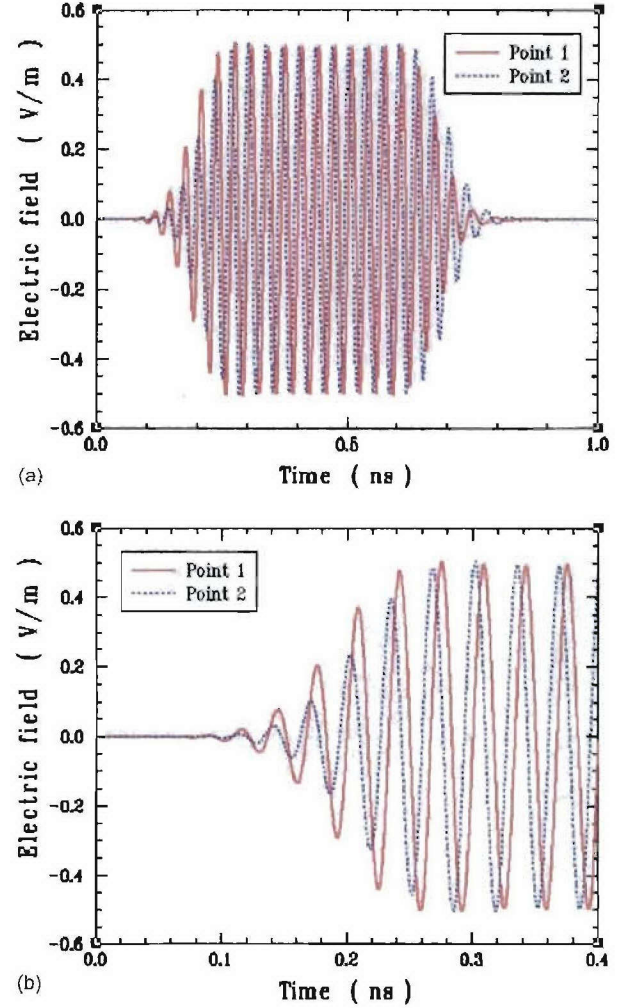 0.6
0.4
0.2
0.0
-0.2
-0.4
-0.6
Electric field ( V/m )
Point 1
Point 2
0.0
0.5
1.0
Time ( ns )
(a)
0.6
0.4
0.2
0.0
-0.2
-0.4
-0.6
Electric field ( V/m )
Point 1
Point 2
0.0
0.1
0.2
0.3
0.4
Time ( ns )
(b)